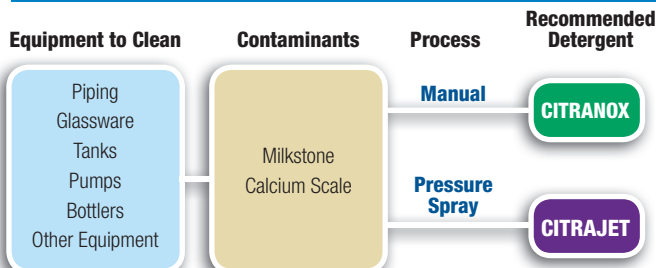 Equipment to Clean
Contaminants
Process
Recommended
Detergent
Piping
Glassware
Tanks
Pumps
Bottlers
Other Equipment
Milkstone
Calcium Scale
Manual
CITRANOX
Pressure
Spray
CITRAJET